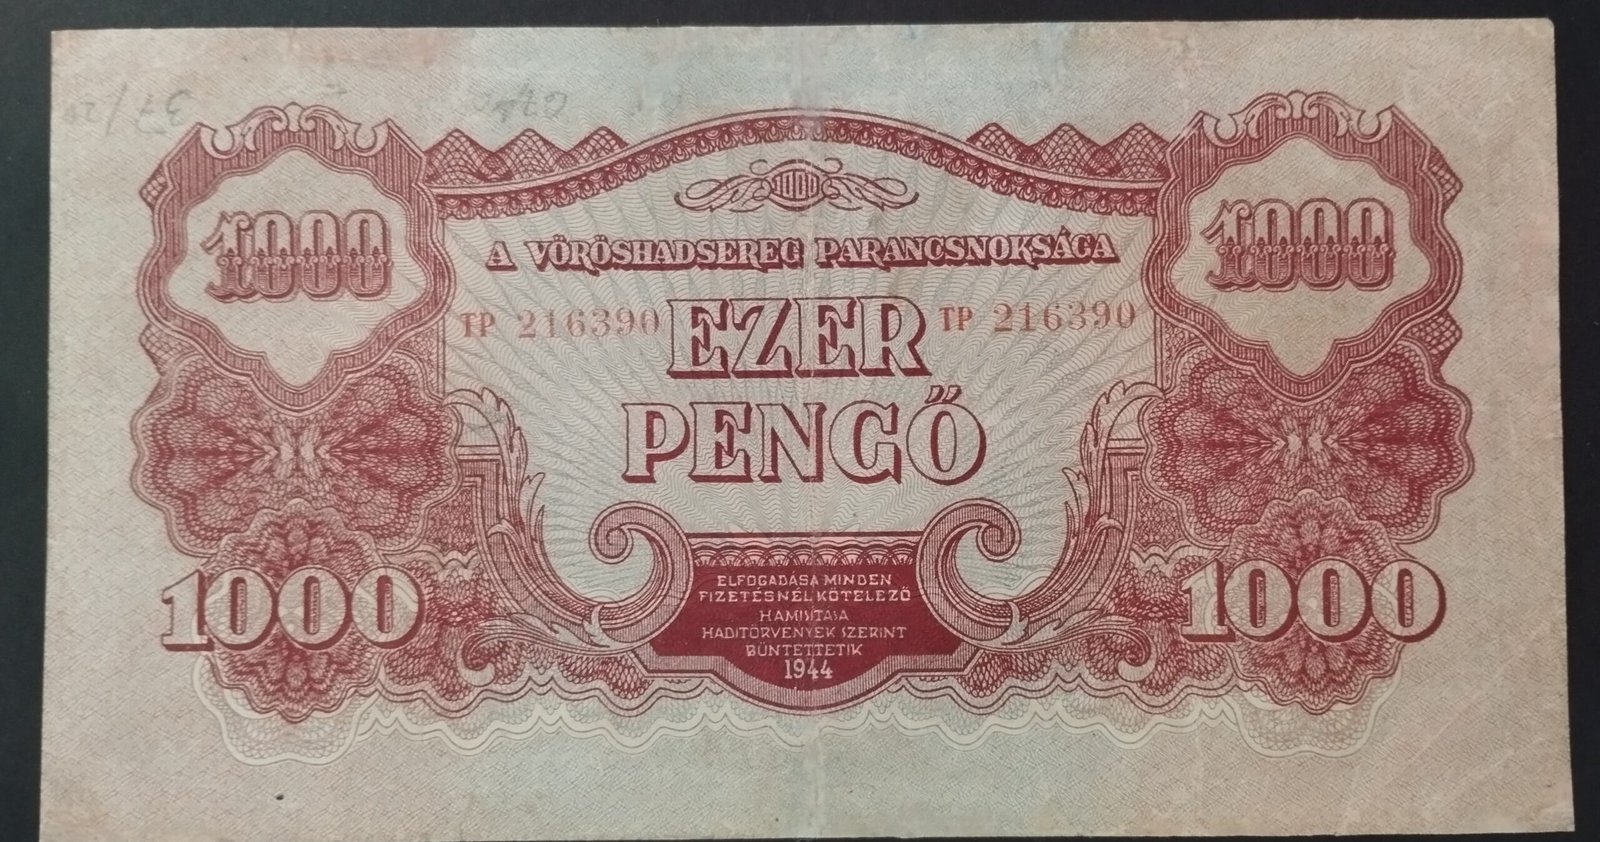 1000
1000
1000
A VÖRÖSHADSEREG PARANCSNOKSÁGA
TP 216390
EZER
TP 216390
PENGŐ
ELFOGADÁSA MINDEN
FIZETÉSNÉL KÖTELEZŐ
HAMISÍTÁSA
HADITÖRVÉNYEK SZERINT
BÜNTETTETIK
1944
1000
1000